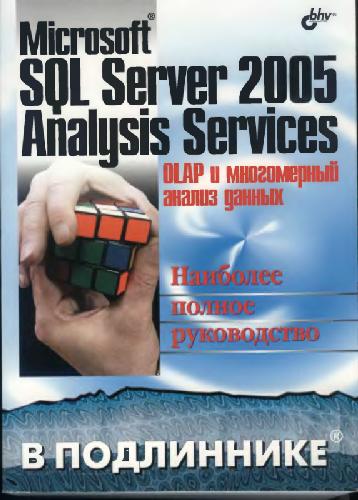 bhv®
Microsoft®
SQL Server 2005
Analysis Services
OLAP и многомерный
анализ данных
Наиболее
полное
руководство
В ПОДЛИННИКЕ®